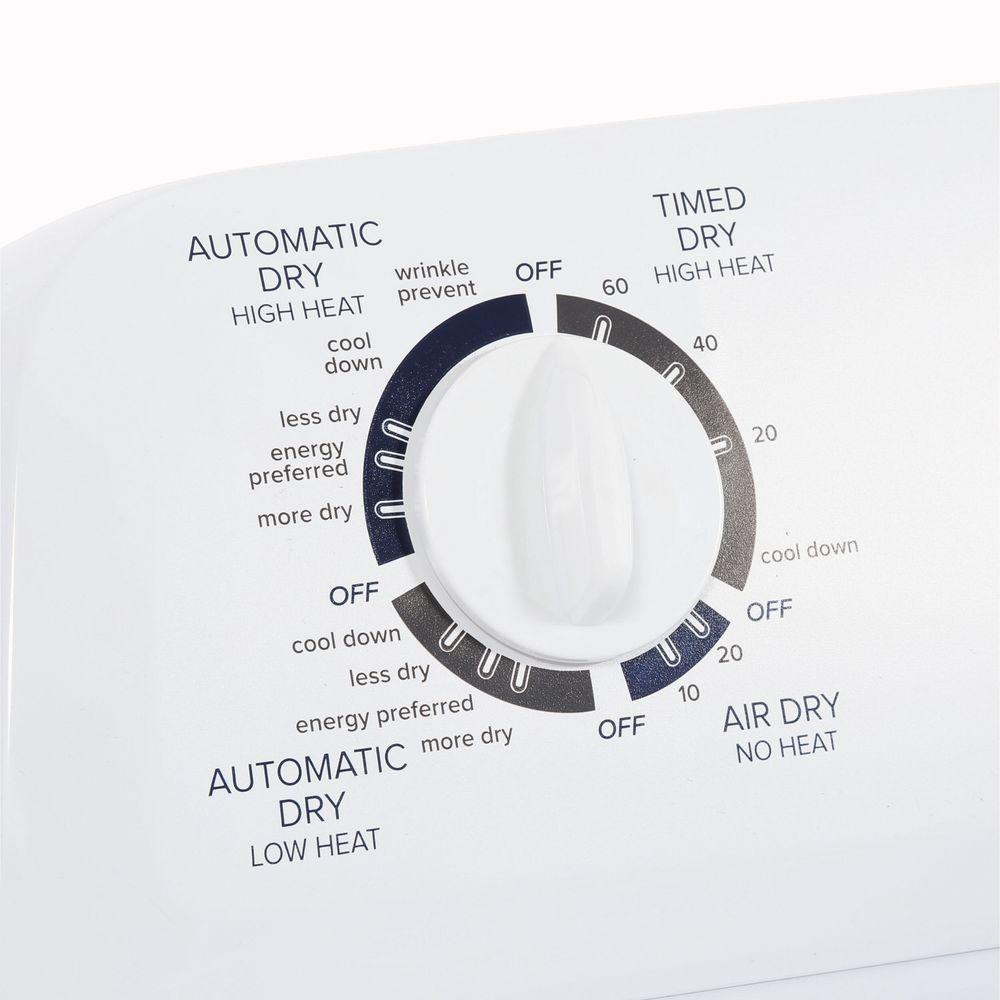 AUTOMATIC
DRY
HIGH HEAT
wrinkle
prevent
cool
down
less dry
energy
preferred
more dry
OFF
TIMED
DRY
HIGH HEAT
60
40
20
cool down
OFF
20
10
AIR DRY
NO HEAT
OFF
OFF
cool down
less dry
energy preferred
more dry
AUTOMATIC
DRY
LOW HEAT